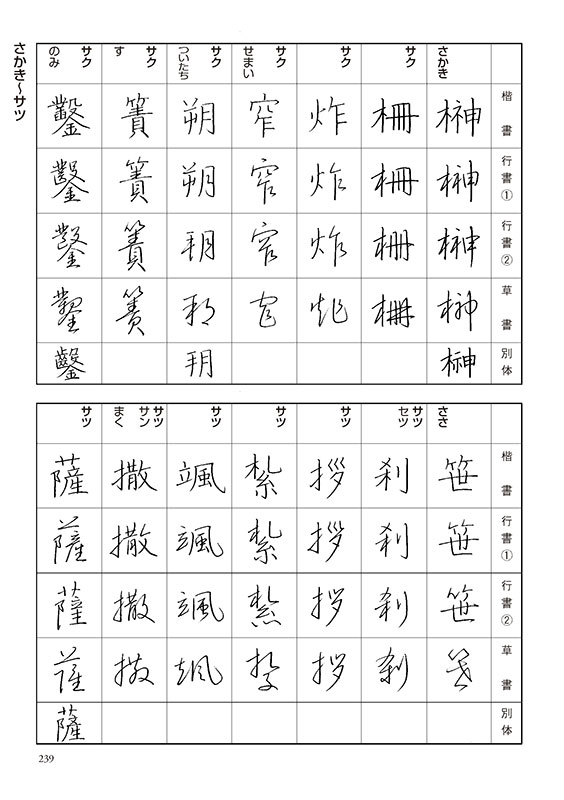 さかき～サツ
楷書
行書①
行書②
草書
別体
さかき
榊
榊
榊
榊
榊
サク
柵
柵
柵
柵
サク
炸
炸
炸
炸
サク
せまい
窄
窄
窄
窄
サク
ついたち
朔
朔
朔
朔
朔
サク
す
簀
簀
簀
簀
サク
のみ
鑿
鑿
鑿
鑿
鑿
楷書
行書①
行書②
草書
別体
ささ
笹
笹
笹
笹
サツ
セツ
刹
刹
刹
刹
サツ
拶
拶
拶
拶
サツ
紮
紮
紮
紮
サツ
颯
颯
颯
颯
サツ
サン
まく
撒
撒
撒
撒
サツ
薩
薩
薩
薩
薩
239